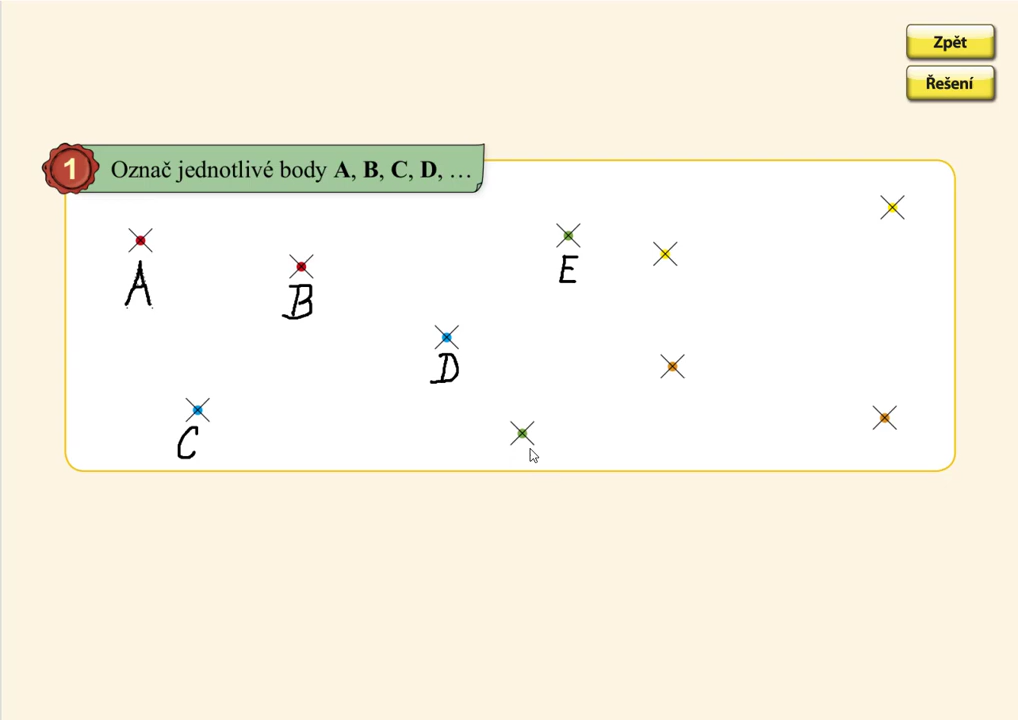 Zpět
Řešení
1 Označ jednotlivé body A, B, C, D, …
A
B
E
D
C